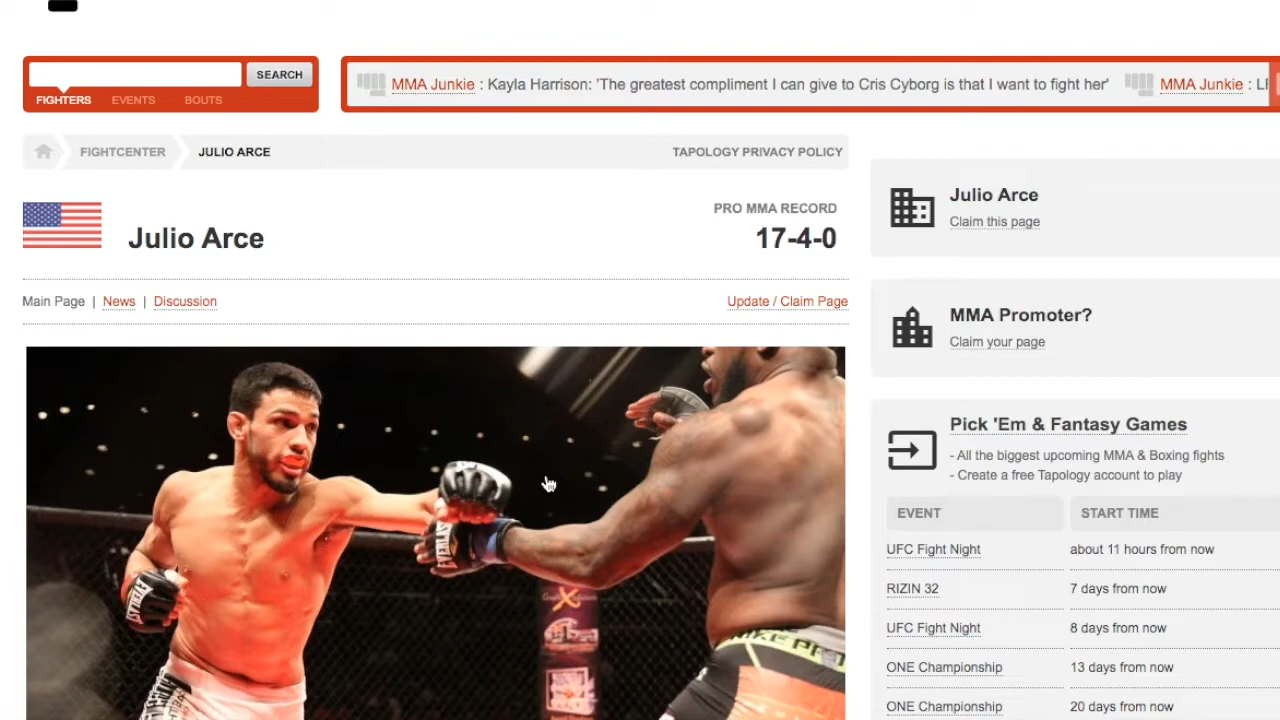 SEARCH
FIGHTERS EVENTS BOUTS
MMA Junkie : Kayla Harrison: 'The greatest compliment I can give to Cris Cyborg is that I want to fight her' MMA Junkie :
FIGHTCENTER JULIO ARCE TAPOLOGY PRIVACY POLICY
Julio Arce
PRO MMA RECORD
17-4-0
Main Page | News | Discussion Update / Claim Page
EVERLAST
Julio Arce
Claim this page
MMA Promoter?
Claim your page
Pick 'Em & Fantasy Games
- All the biggest upcoming MMA & Boxing fights
- Create a free Tapology account to play
EVENT START TIME
UFC Fight Night about 11 hours from now
RIZIN 32 7 days from now
UFC Fight Night 8 days from now
ONE Championship 13 days from now
ONE Championship 20 days from now